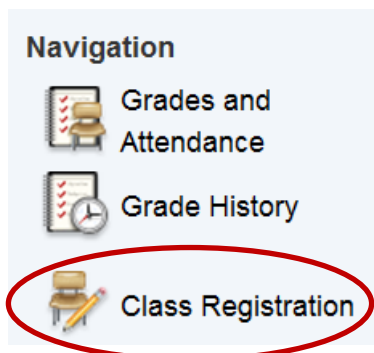 Navigation
Grades and
Attendance
Grade History
Class Registration